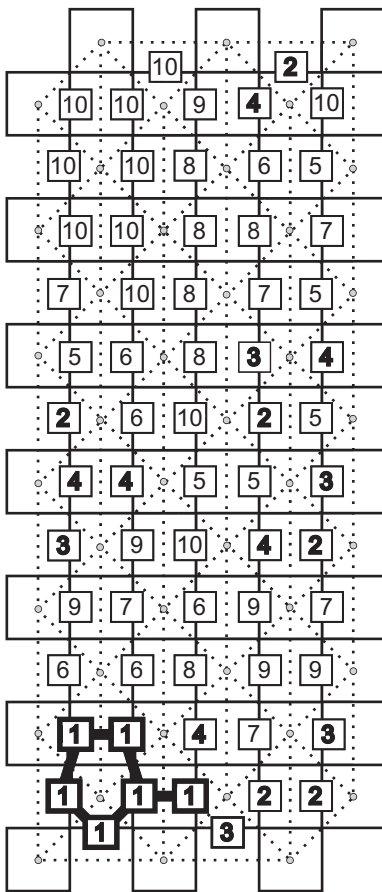 10 2
10 10 9 4 10
10 10 8 6 5
10 10 8 8 7
7 10 8 7 5
5 6 8 3 4
2 6 10 2 5
4 4 5 5 3
3 9 10 4 2
9 7 6 9 7
6 6 8 9 9
1 1 4 7 3
1 1 1 2 2
1 3